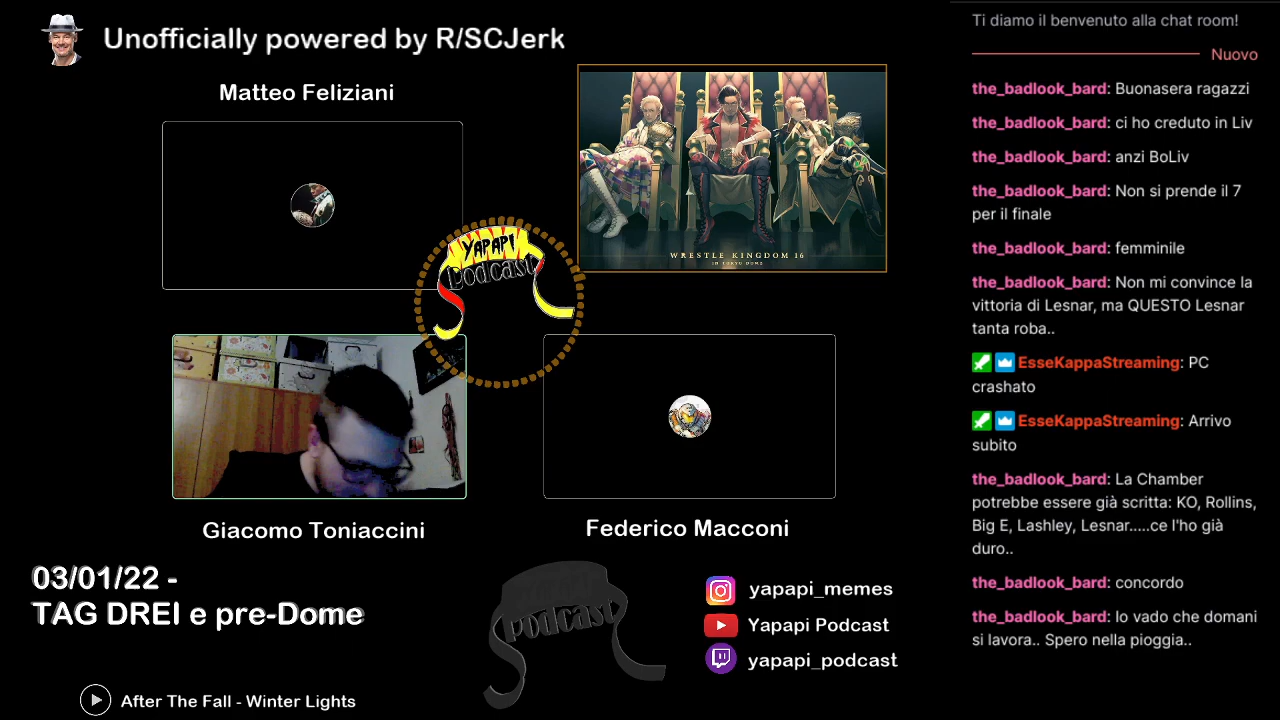 Unofficially powered by R/SCJerk
Matteo Feliziani
WRESTLE KINGDOM 16
IN TOKYO DOME
YAPAPI
podcast
Giacomo Toniaccini
Federico Macconi
03/01/22 -
TAG DREI e pre-Dome
YAPAPI
podcast
yapapi_memes
Yapapi Podcast
yapapi_podcast
After The Fall - Winter Lights
Ti diamo il benvenuto alla chat room!
Nuovo
the_badlook_bard: Buonasera ragazzi
the_badlook_bard: ci ho creduto in Liv
the_badlook_bard: anzi BoLiv
the_badlook_bard: Non si prende il 7
per il finale
the_badlook_bard: femminile
the_badlook_bard: Non mi convince la
vittoria di Lesnar, ma QUESTO Lesnar
tanta roba..
EsseKappaStreaming: PC
crashato
EsseKappaStreaming: Arrivo
subito
the_badlook_bard: La Chamber
potrebbe essere già scritta: KO, Rollins,
Big E, Lashley, Lesnar.....ce l'ho già
duro..
the_badlook_bard: concordo
the_badlook_bard: Io vado che domani
si lavora.. Spero nella pioggia..